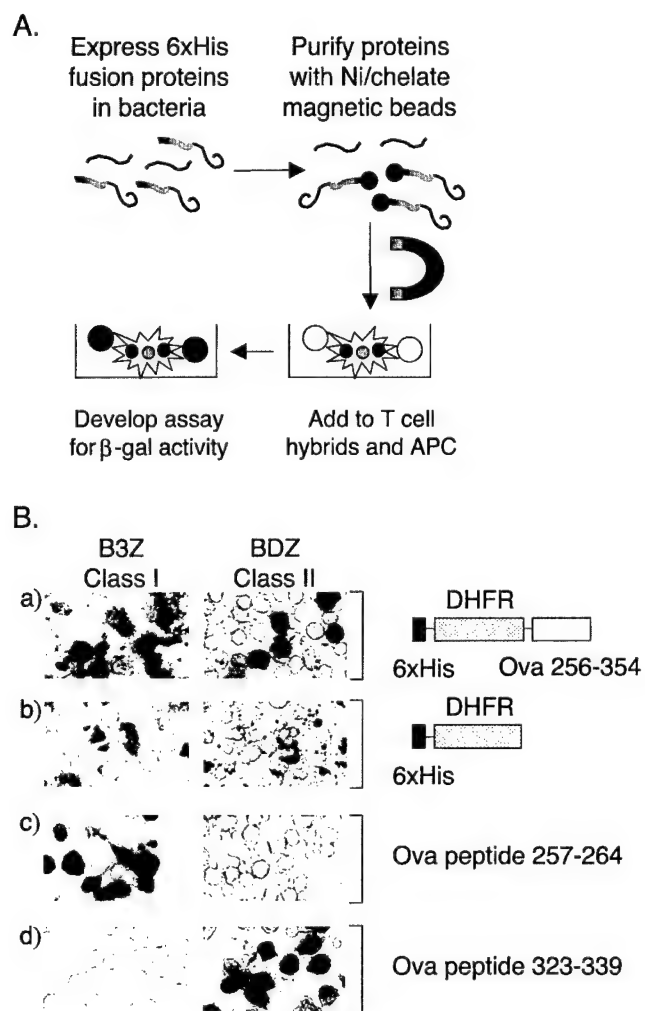 A.
Express 6xHis
fusion proteins
in bacteria
Purify proteins
with Ni/chelate
magnetic beads
Develop assay
for β-gal activity
Add to T cell
hybrids and APC
B.
B3Z
Class I
BDZ
Class II
a)
DHFR
6xHis
Ova 256-354
b)
DHFR
6xHis
c)
Ova peptide 257-264
d)
Ova peptide 323-339